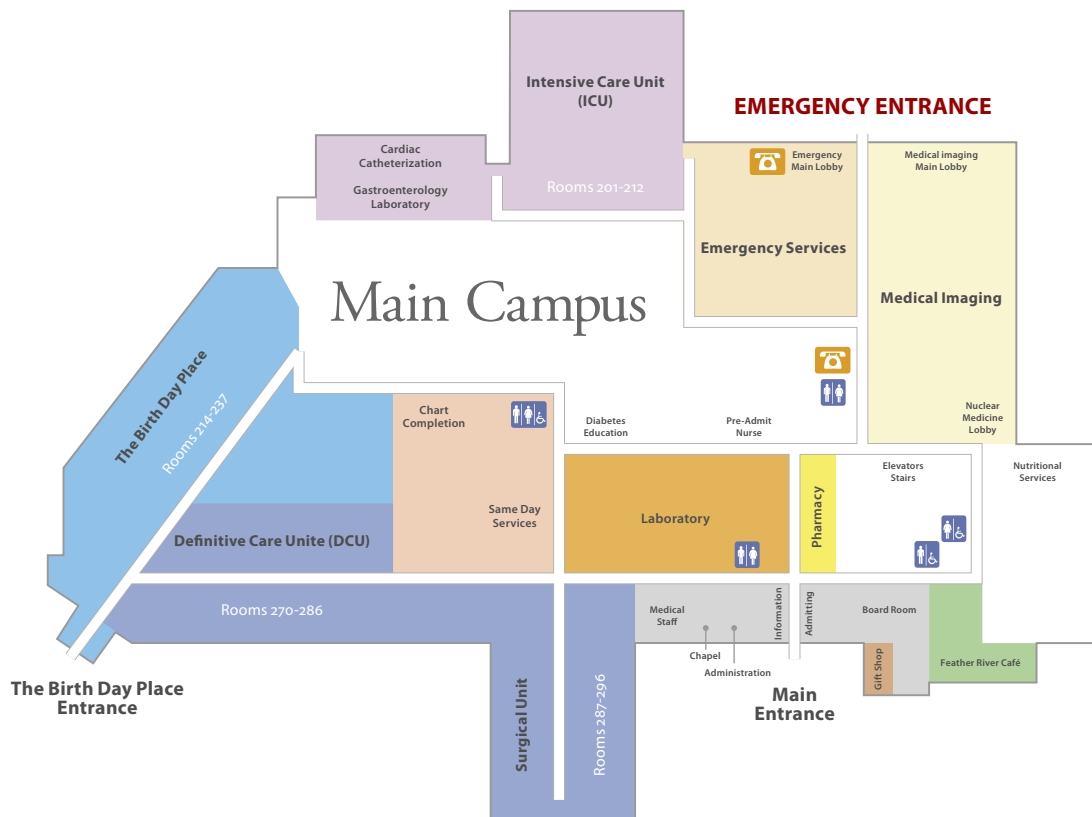 Intensive Care Unit
(ICU)
EMERGENCY ENTRANCE
Cardiac
Catheterization
Gastroenterology
Laboratory
Rooms 201-212
Emergency
Main Lobby
Medical imaging
Main Lobby
Emergency Services
Medical Imaging
Main Campus
The Birth Day Place
Rooms 214-237
Chart
Completion
Diabetes
Education
Pre-Admit
Nurse
Nuclear
Medicine
Lobby
Elevators
Stairs
Nutritional
Services
Same Day
Services
Laboratory
Pharmacy
Definitive Care Unite (DCU)
Rooms 270-286
Medical
Staff
Chapel
Administration
Information
Admitting
Board Room
Gift Shop
Feather River Café
The Birth Day Place
Entrance
Surgical Unit
Rooms 287-296
Main
Entrance